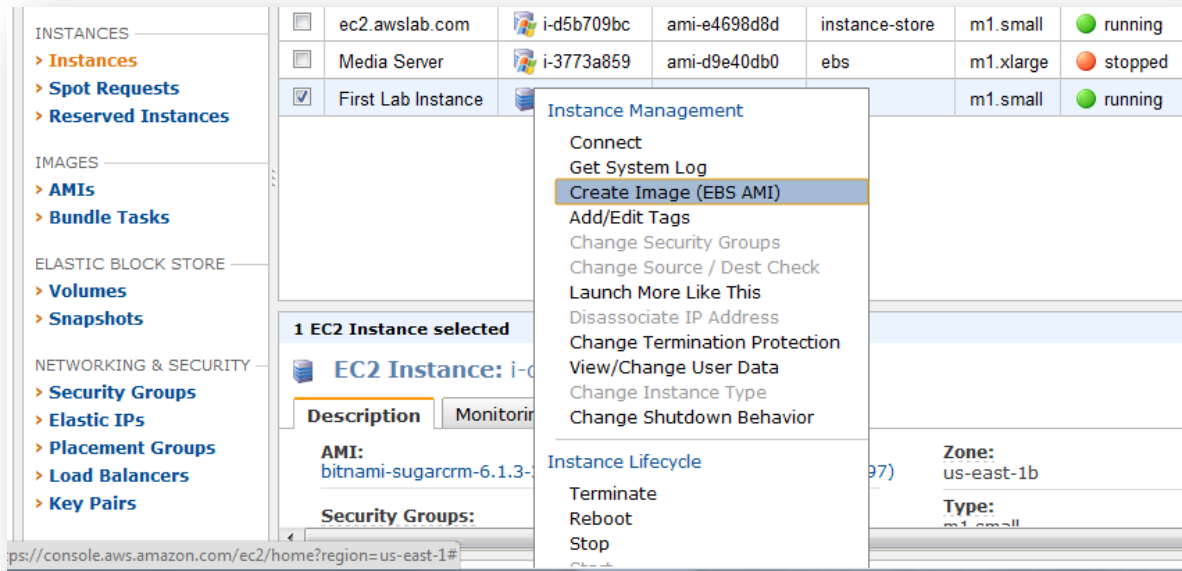 INSTANCES
> Instances
> Spot Requests
> Reserved Instances
IMAGES
> AMIs
> Bundle Tasks
ELASTIC BLOCK STORE
> Volumes
> Snapshots
NETWORKING & SECURITY
> Security Groups
> Elastic IPs
> Placement Groups
> Load Balancers
> Key Pairs
ps://console.aws.amazon.com/ec2/home?region=us-east-1#
ec2.awslab.com i-d5b709bc ami-e4698d8d instance-store m1.small running
Media Server i-3773a859 ami-d9e40db0 ebs m1.xlarge stopped
First Lab Instance m1.small running
Instance Management
Connect
Get System Log
Create Image (EBS AMI)
Add/Edit Tags
Change Security Groups
Change Source / Dest Check
Launch More Like This
Disassociate IP Address
Change Termination Protection
View/Change User Data
Change Instance Type
Change Shutdown Behavior
Instance Lifecycle
Terminate
Reboot
Stop
Start
1 EC2 Instance selected
EC2 Instance: i-
Description Monitorin
AMI:
bitnami-sugarcrm-6.1.3- 97)
Zone:
us-east-1b
Security Groups:
Type:
m1.small